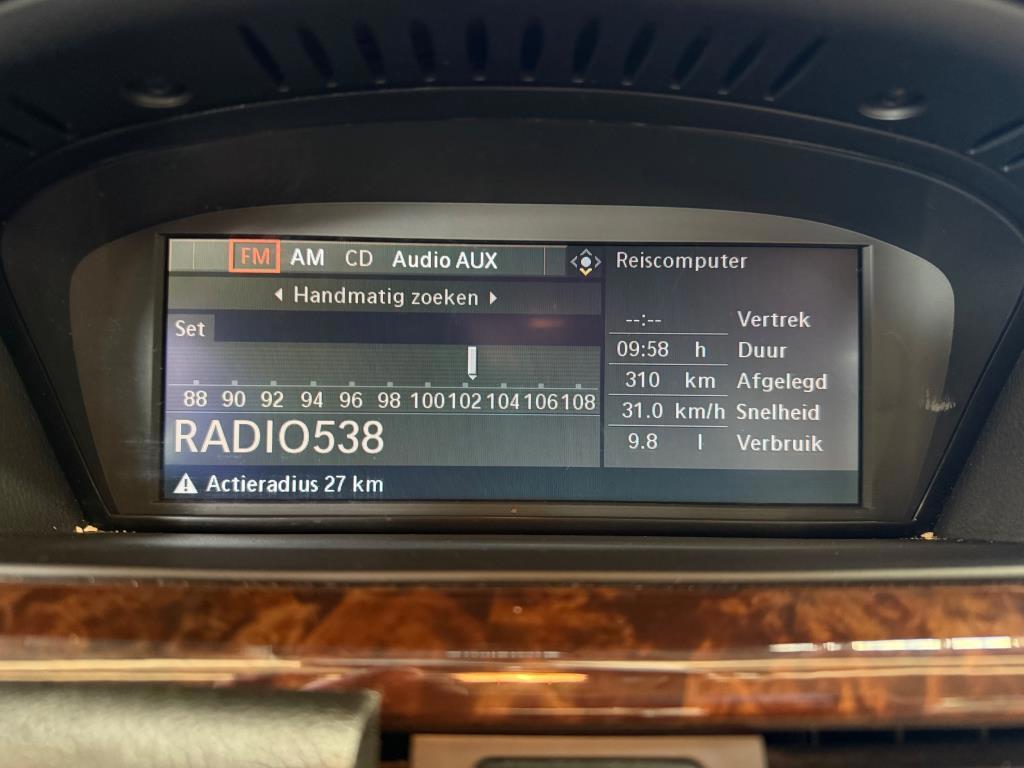 FM AM CD Audio AUX
Handmatig zoeken
Set
88 90 92 94 96 98 100 102 104 106 108
RADIO538
Actieradius 27 km
Reiscomputer
--:-- Vertrek
09:58 h Duur
310 km Afgelegd
31.0 km/h Snelheid
9.8 l Verbruik